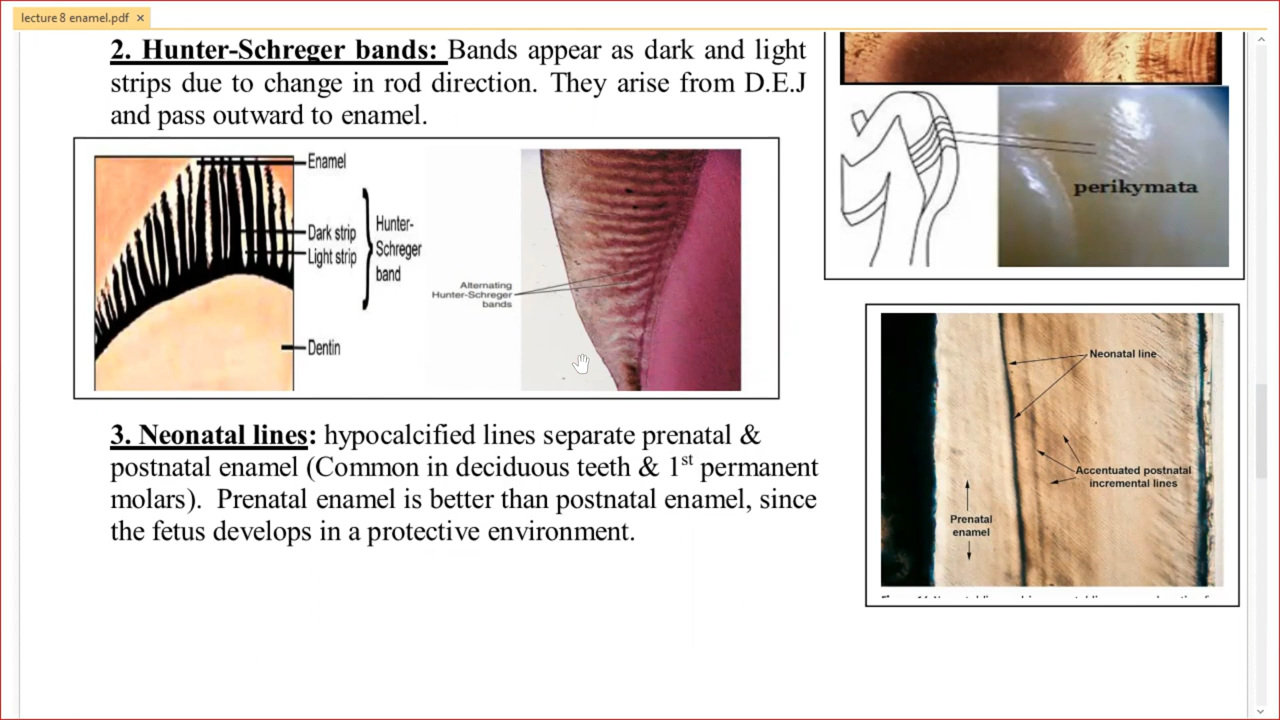 lecture 8 enamel.pdf ×
2. Hunter-Schreger bands: Bands appear as dark and light
strips due to change in rod direction. They arise from D.E.J
and pass outward to enamel.
Enamel
Dark strip
Light strip
Hunter-
Schreger
band
Dentin
Alternating
Hunter-Schreger
bands
perikymata
3. Neonatal lines: hypocalcified lines separate prenatal &
postnatal enamel (Common in deciduous teeth & 1st permanent
molars). Prenatal enamel is better than postnatal enamel, since
the fetus develops in a protective environment.
Neonatal line
Accentuated postnatal
incremental lines
Prenatal
enamel